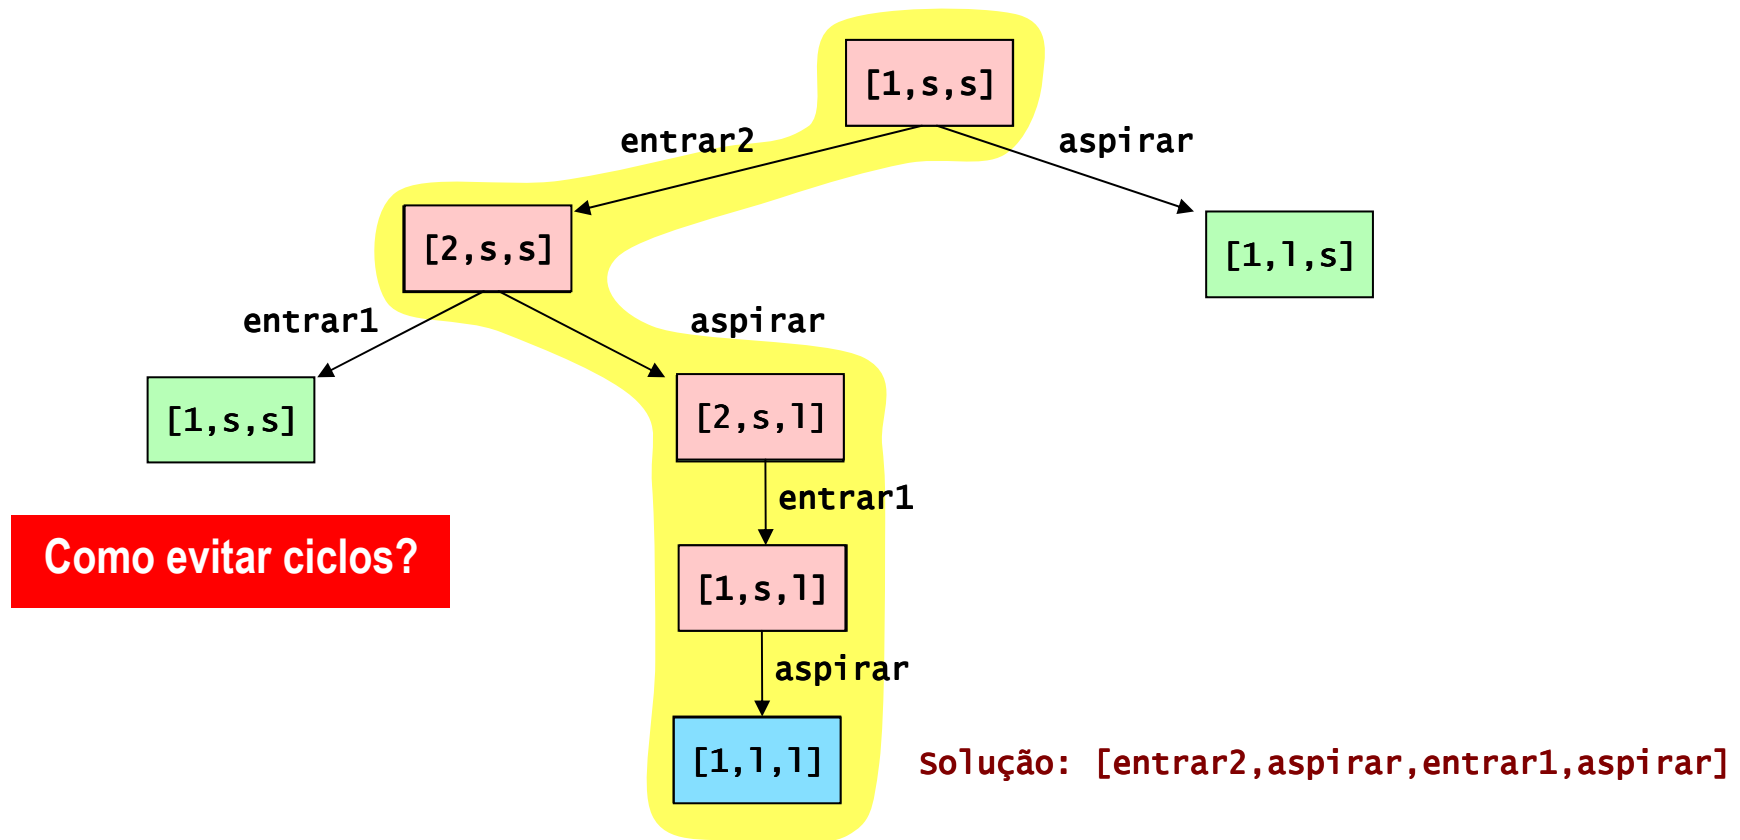 [1,s,s]
entrar2
aspirar
[2,s,s]
[1,l,s]
entrar1
aspirar
[1,s,s]
[2,s,l]
entrar1
Como evitar ciclos?
[1,s,l]
aspirar
[1,l,l]
Solução: [entrar2,aspirar,entrar1,aspirar]